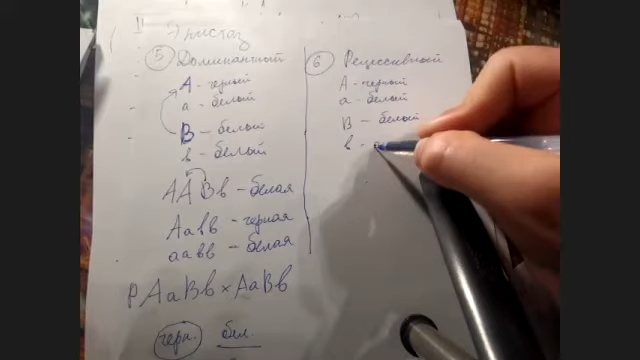 II Эпистаз
5 Доминантный
А - черный
а - белый
В - белый
в - белый
ААВв - белая
Аавв - черная
аавв - белая
Р АаВв × АаВв
черн. бел.
6 Рецессивный
А - черный
а - белый
В - белый
в -